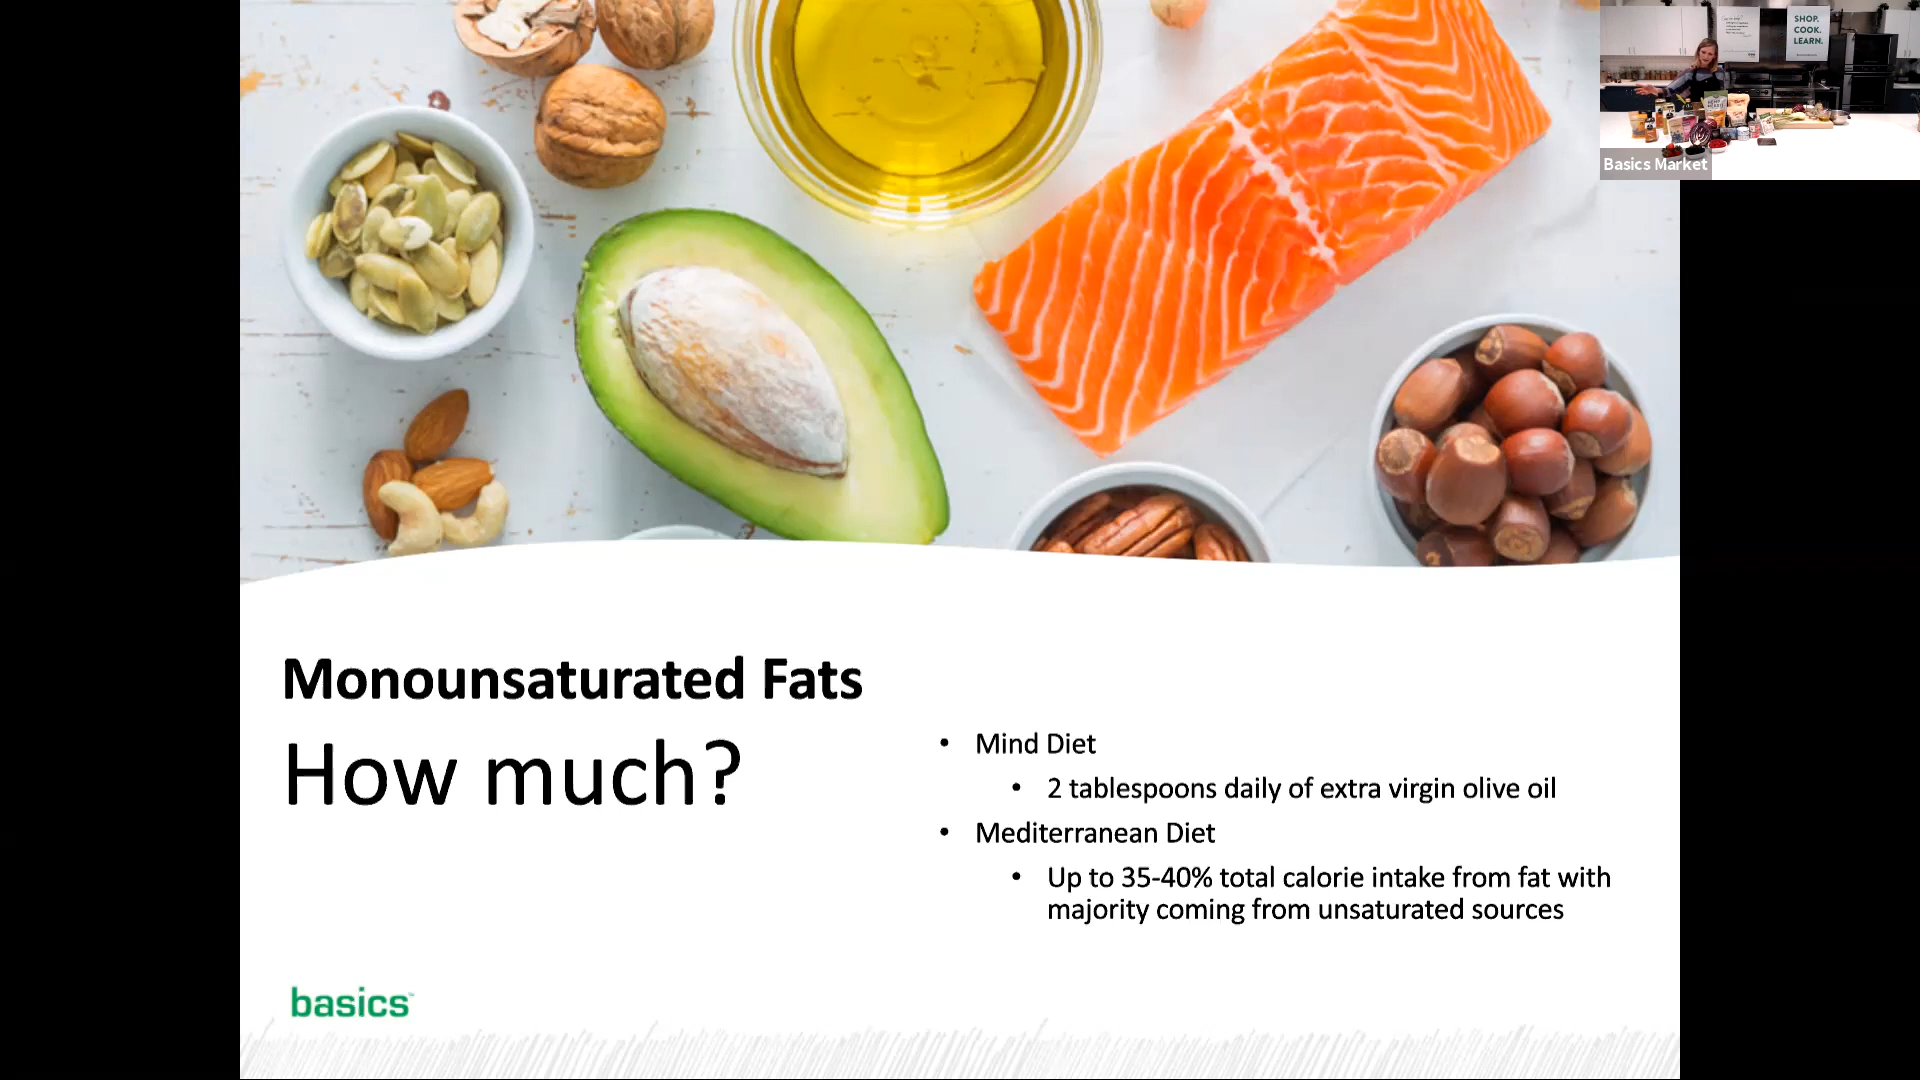 SHOP.
COOK.
LEARN.
Basics Market
Monounsaturated Fats
How much?
• Mind Diet
• 2 tablespoons daily of extra virgin olive oil
• Mediterranean Diet
• Up to 35-40% total calorie intake from fat with
majority coming from unsaturated sources
basics™